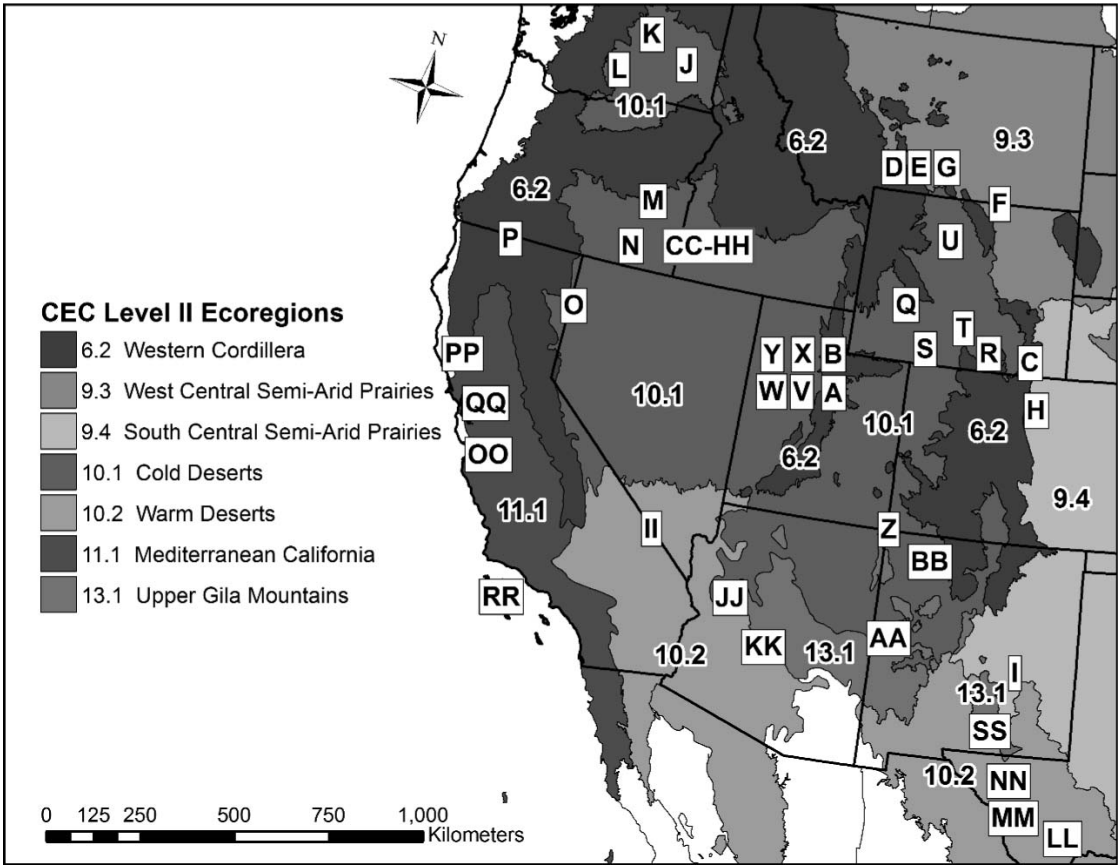 N
K
L
J
10.1
6.2
9.3
D E G
F
6.2
M
P
N
CC-HH
U
CEC Level II Ecoregions
6.2 Western Cordillera
9.3 West Central Semi-Arid Prairies
9.4 South Central Semi-Arid Prairies
10.1 Cold Deserts
10.2 Warm Deserts
11.1 Mediterranean California
13.1 Upper Gila Mountains
O
Q
T
S
R
C
PP
Y X B
W V A
H
QQ
10.1
10.1
6.2
OO
6.2
11.1
9.4
II
Z
BB
RR
JJ
KK
AA
10.2
13.1
I
13.1
SS
10.2
NN
MM
LL
0 125 250 500 750 1,000
Kilometers